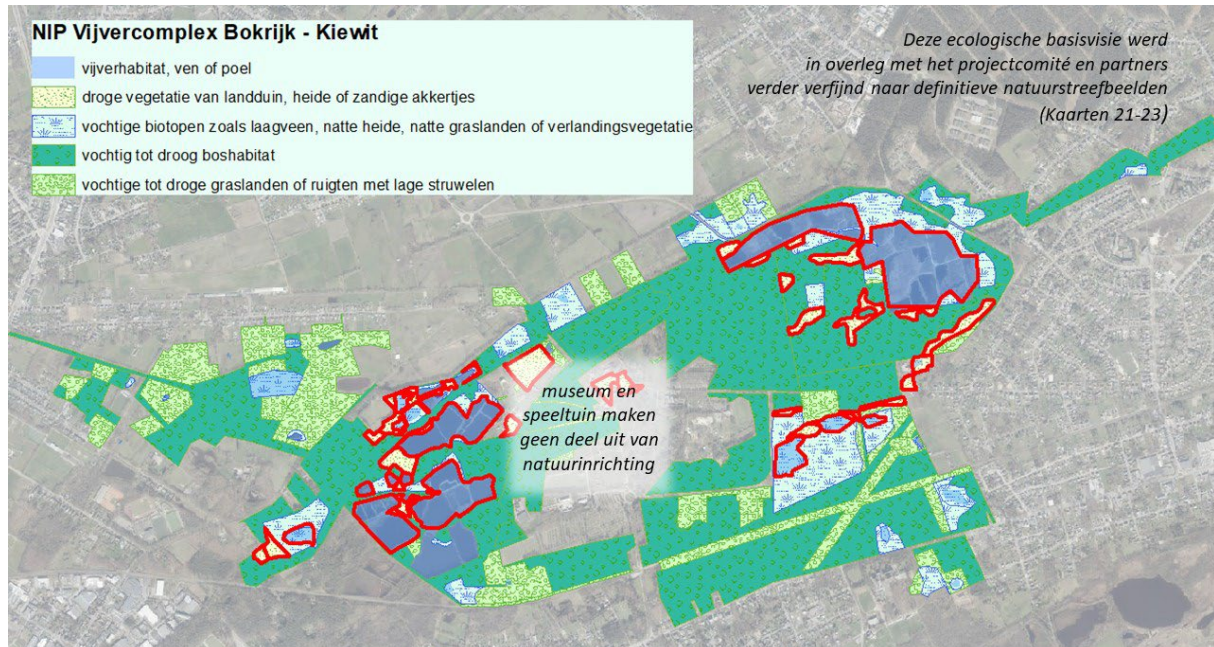 NIP Vijvercomplex Bokrijk - Kiewit
vijverhabitat, ven of poel
droge vegetatie van landduin, heide of zandige akkertjes
vochtige biotopen zoals laagveen, natte heide, natte graslanden of verlandingsvegetatie
vochtig tot droog boshabitat
vochtige tot droge graslanden of ruigten met lage struwelen
Deze ecologische basisvisie werd
in overleg met het projectcomité en partners
verder verfijnd naar definitieve natuurstreefbeelden
(Kaarten 21-23)
museum en
speeltuin maken
geen deel uit van
natuurinrichting